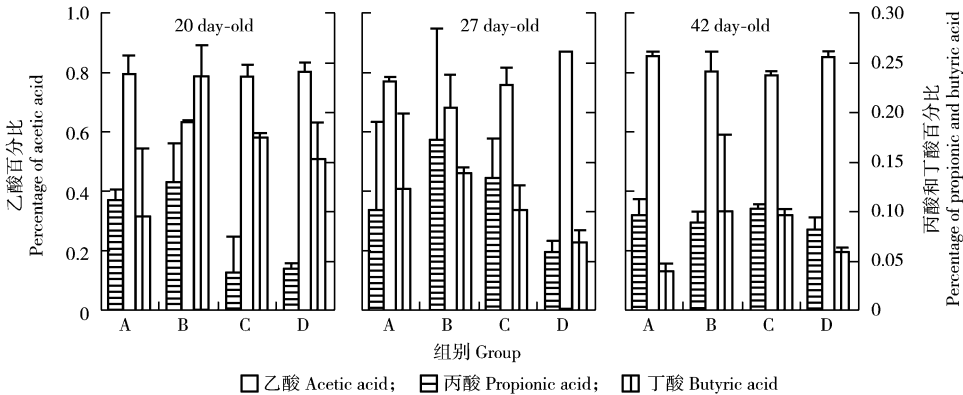 乙酸百分比
Percentage of acetic acid
1.0
0.8
0.6
0.4
0.2
0
20 day-old
A B C D
27 day-old
A B C D
42 day-old
A B C D
0.30
0.25
0.20
0.15
0.10
0.05
0
丙酸和丁酸百分比
Percentage of propionic and butyric acid
组别 Group
乙酸 Acetic acid; 丙酸 Propionic acid; 丁酸 Butyric acid